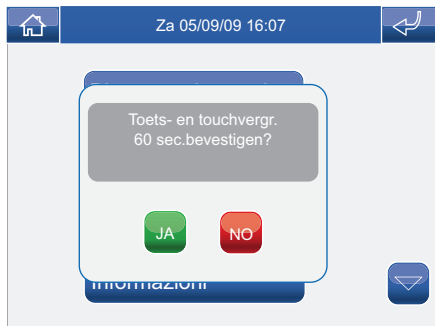 Za 05/09/09 16:07
Toets- en touchvergr.
60 sec.bevestigen?
JA
NO
Informazioni